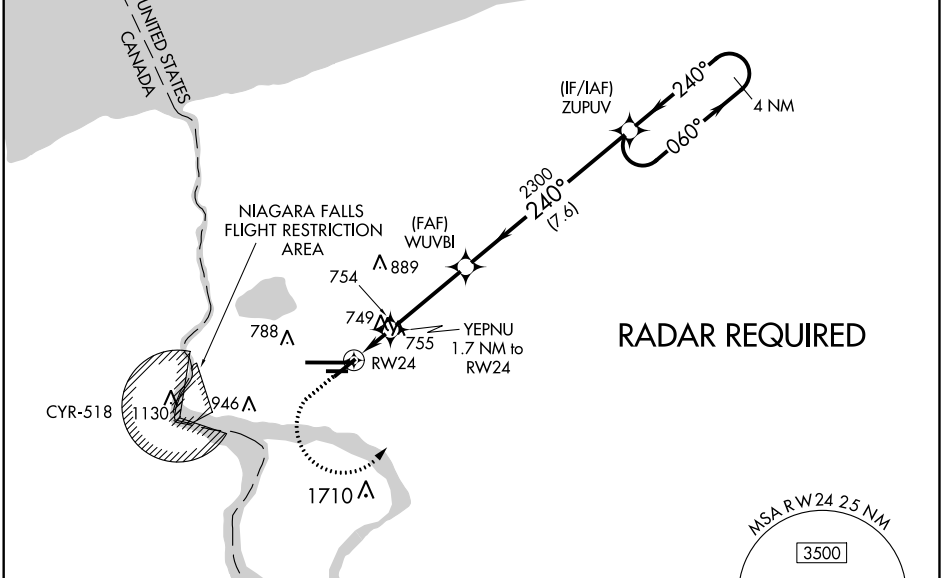 UNITED STATES
CANADA
(IF/IAF)
ZUPUV
240°
060°
4 NM
2300
240°
(7.6)
NIAGARA FALLS
FLIGHT RESTRICTION
AREA
(FAF)
WUVBI
889
754
749
755
YEPNU
1.7 NM to
RW24
788
RW24
RADAR REQUIRED
CYR-518
1130
946
1710
MSA RW24 25 NM
3500